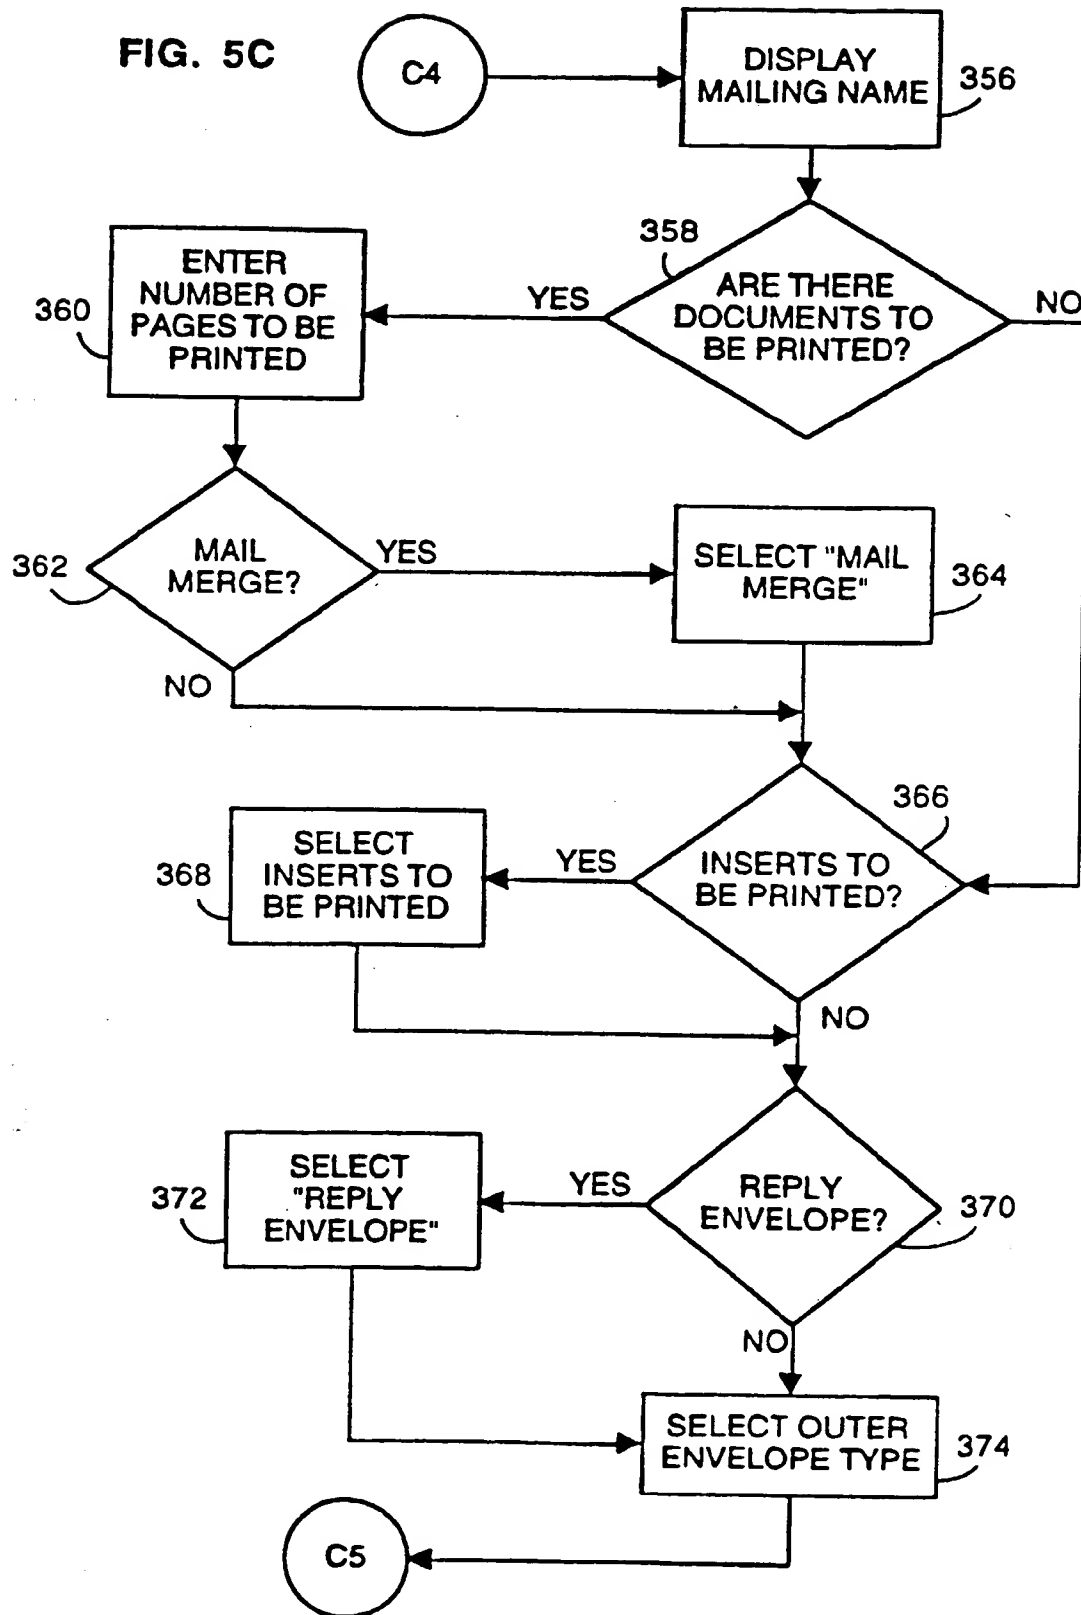 FIG. 5C
C4
DISPLAY
MAILING NAME
356
358
ARE THERE
DOCUMENTS TO
BE PRINTED?
YES
NO
ENTER
NUMBER OF
PAGES TO BE
PRINTED
360
MAIL
MERGE?
362
YES
NO
SELECT "MAIL
MERGE"
364
366
INSERTS TO
BE PRINTED?
YES
NO
SELECT
INSERTS TO
BE PRINTED
368
REPLY
ENVELOPE?
370
YES
NO
SELECT
"REPLY
ENVELOPE"
372
SELECT OUTER
ENVELOPE TYPE
374
C5